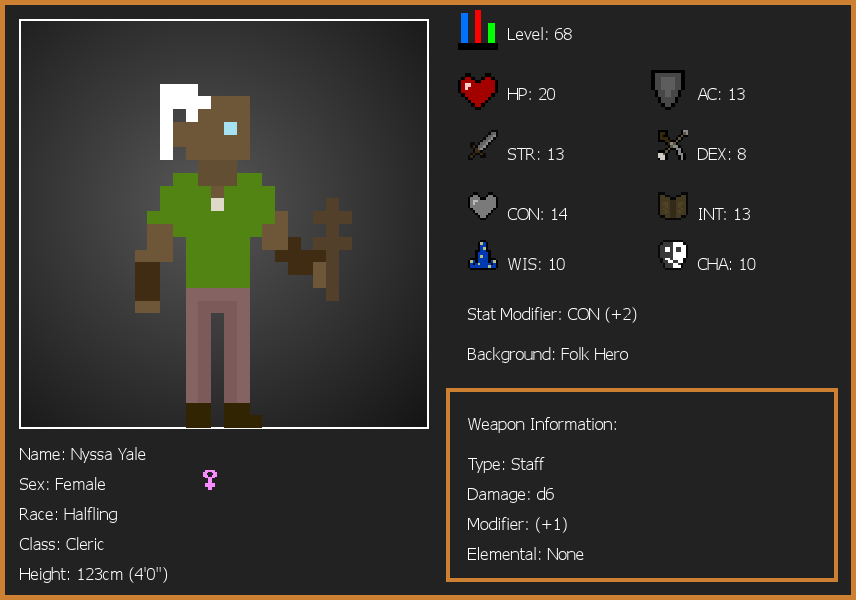 Level: 68
HP: 20
AC: 13
STR: 13
DEX: 8
CON: 14
INT: 13
WIS: 10
CHA: 10
Stat Modifier: CON (+2)
Background: Folk Hero
Weapon Information:
Type: Staff
Damage: d6
Modifier: (+1)
Elemental: None
Name: Nyssa Yale
Sex: Female
Race: Halfling
Class: Cleric
Height: 123cm (4'0")